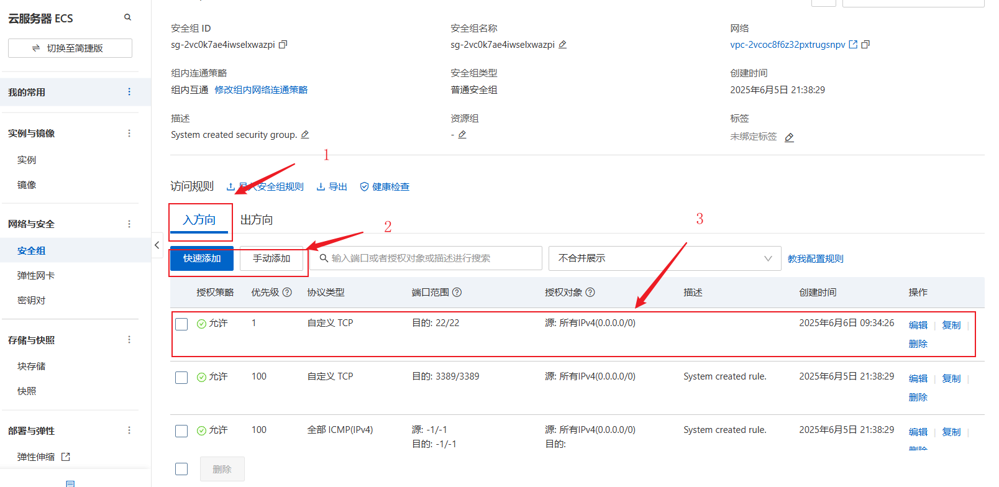 云服务器 ECS
切换至简捷版
我的常用
实例与镜像
实例
镜像
网络与安全
安全组
弹性网卡
密钥对
存储与快照
块存储
快照
部署与弹性
弹性伸缩
安全组 ID
sg-2vc0k7ae4iwselxwazpi
安全组名称
sg-2vc0k7ae4iwselxwazpi
网络
vpc-2vcoc8f6z32pxtrugsnpv
组内连通策略
组内互通 修改组内网络连通策略
安全组类型
普通安全组
创建时间
2025年6月5日 21:38:29
描述
System created security group.
资源组
-
标签
未绑定标签
1
访问规则 入安全组规则 导出 健康检查
入方向 出方向
2
3
快速添加 手动添加 输入端口或者授权对象或描述进行搜索 不合并展示 教我配置规则
授权策略 优先级 协议类型 端口范围 授权对象 描述 创建时间 操作
允许 1 自定义 TCP 目的: 22/22 源: 所有IPv4(0.0.0.0/0) 2025年6月6日 09:34:26 编辑 复制
删除
允许 100 自定义 TCP 目的: 3389/3389 源: 所有IPv4(0.0.0.0/0) System created rule. 2025年6月5日 21:38:29 编辑 复制
删除
允许 100 全部 ICMP(IPv4) 源: -1/-1 源: 所有IPv4(0.0.0.0/0) System created rule. 2025年6月5日 21:38:29 编辑 复制
目的: -1/-1 目的:
删除